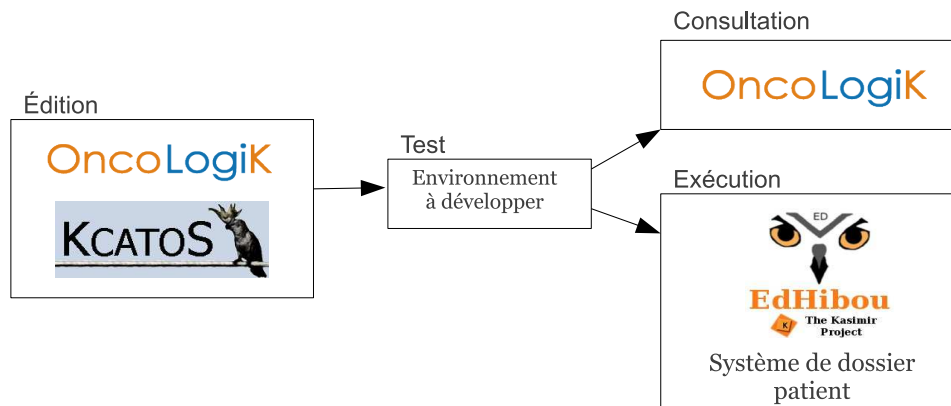 Édition
OncoLogiK
KCATOS
Test
Environnement
à développer
Consultation
OncoLogiK
Exécution
ED
EdHibou
K
The Kasimir
Project
Système de dossier
patient